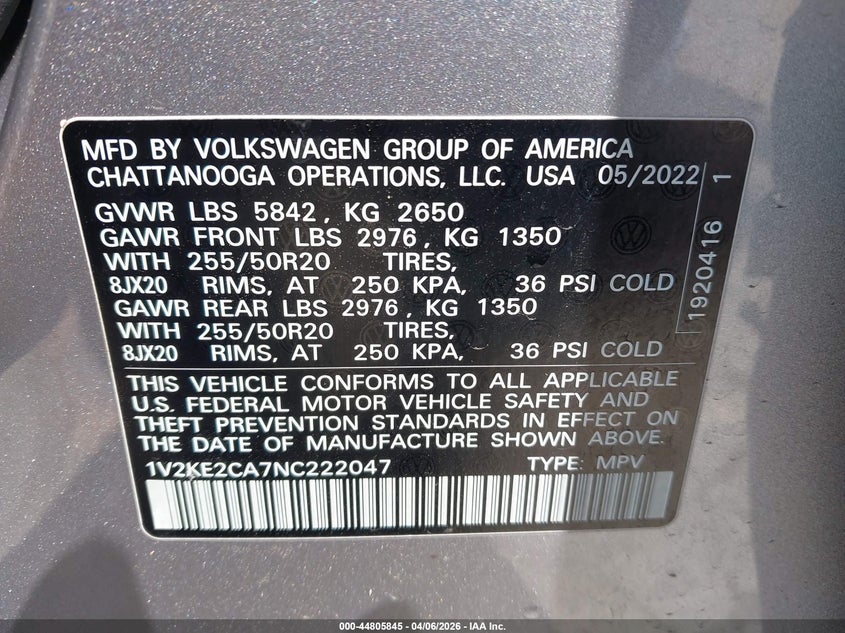 MFD BY VOLKSWAGEN GROUP OF AMERICA
CHATTANOOGA OPERATIONS, LLC. USA 05/2022
GVWR LBS 5842, KG 2650
GAWR FRONT LBS 2976, KG 1350
WITH 255/50R20 TIRES,
8JX20 RIMS, AT 250 KPA, 36 PSI COLD
GAWR REAR LBS 2976, KG 1350
WITH 255/50R20 TIRES,
8JX20 RIMS, AT 250 KPA, 36 PSI COLD
1920416 1
THIS VEHICLE CONFORMS TO ALL APPLICABLE
U.S. FEDERAL MOTOR VEHICLE SAFETY AND
THEFT PREVENTION STANDARDS IN EFFECT ON
THE DATE OF MANUFACTURE SHOWN ABOVE.
1V2KE2CA7NC222047 TYPE: MPV
000-44805845 - 04/06/2026 - IAA Inc.